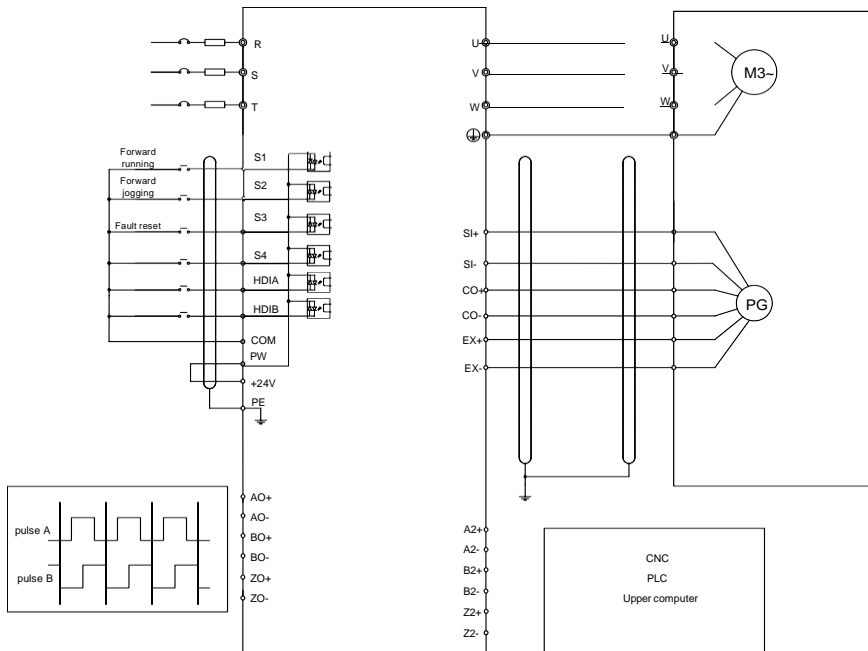 R
S
T
U
V
W
U
V
W
M3~
Forward
running
Forward
jogging
Fault reset
S1
S2
S3
S4
HDIA
HDIB
COM
PW
+24V
PE
SI+
SI-
CO+
CO-
EX+
EX-
PG
pulse A
pulse B
AO+
AO-
BO+
BO-
ZO+
ZO-
A2+
A2-
B2+
B2-
Z2+
Z2-
CNC
PLC
Upper computer